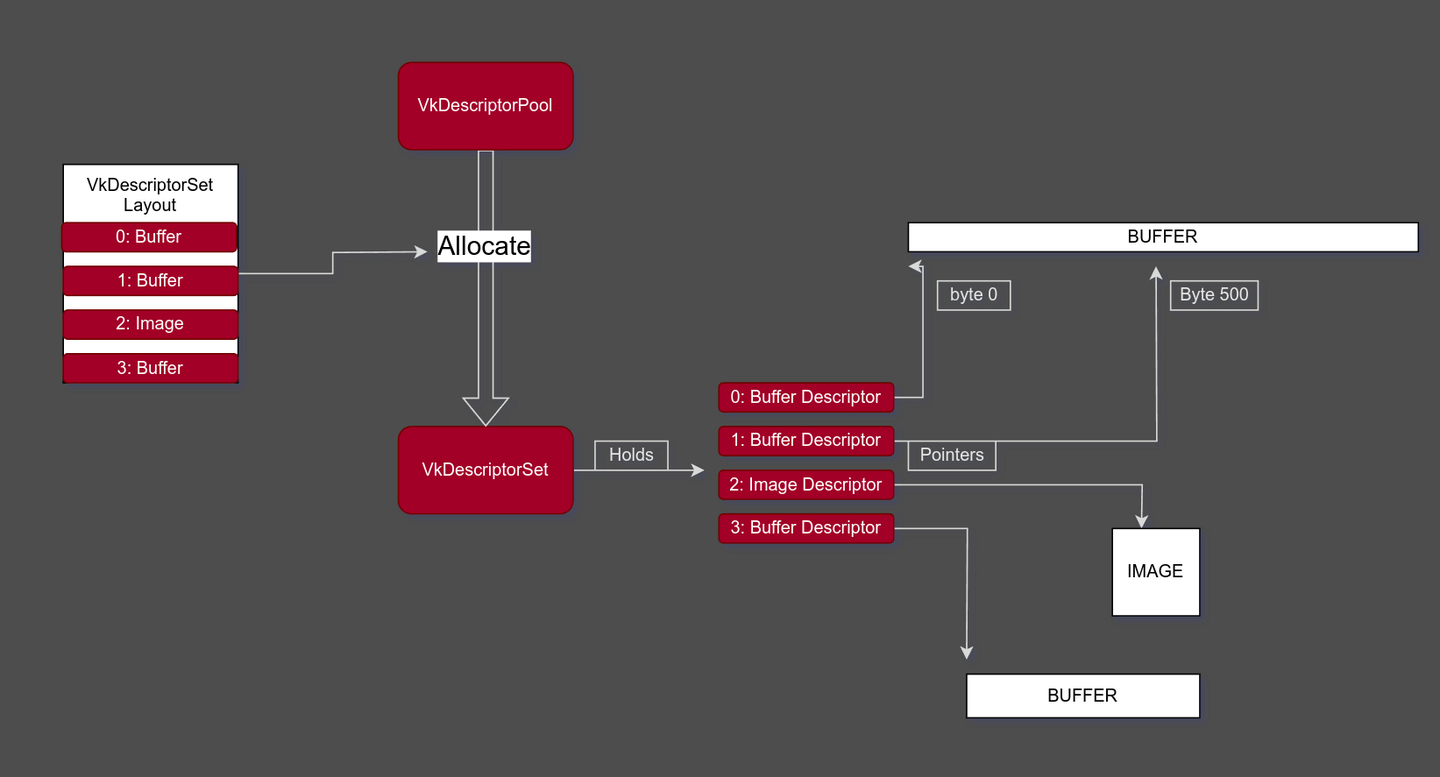 VkDescriptorPool
VkDescriptorSet
Layout
0: Buffer
1: Buffer
2: Image
3: Buffer
Allocate
VkDescriptorSet
Holds
0: Buffer Descriptor
1: Buffer Descriptor
2: Image Descriptor
3: Buffer Descriptor
Pointers
BUFFER
byte 0
Byte 500
IMAGE
BUFFER